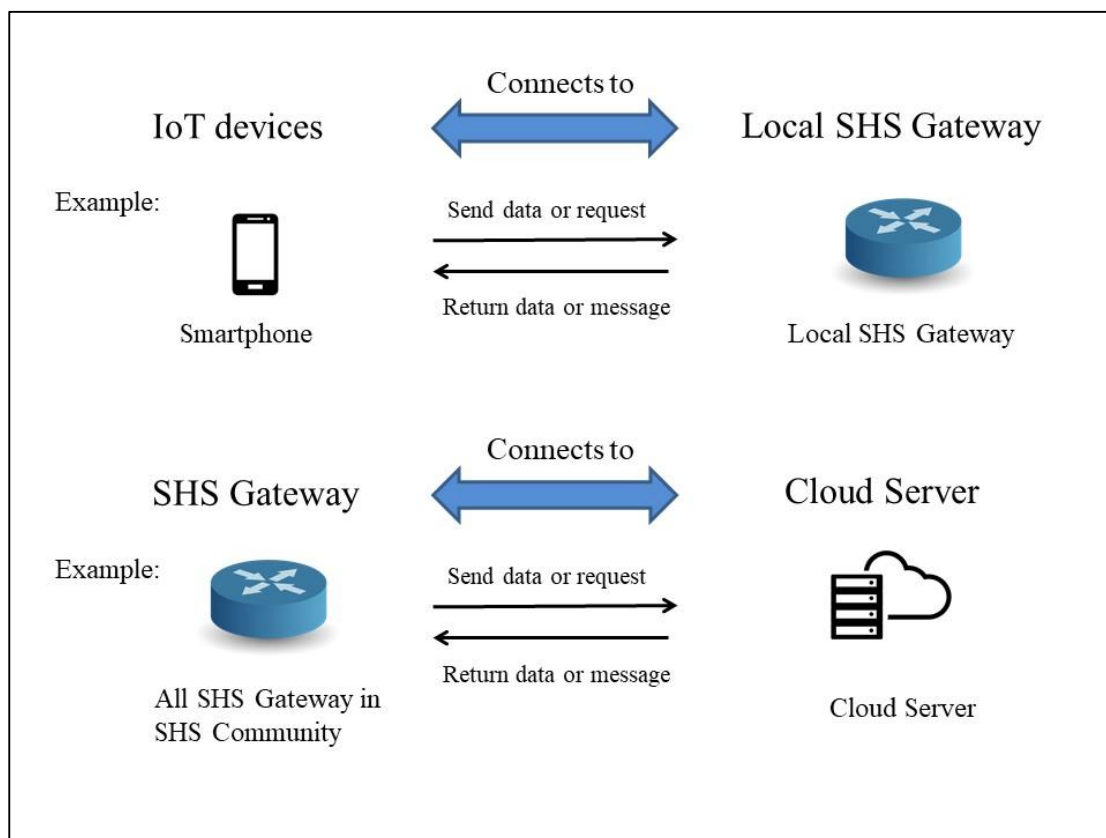 Connects to
IoT devices
Local SHS Gateway
Example:
Send data or request
Return data or message
Smartphone
Local SHS Gateway
Connects to
SHS Gateway
Cloud Server
Example:
Send data or request
Return data or message
All SHS Gateway in
SHS Community
Cloud Server